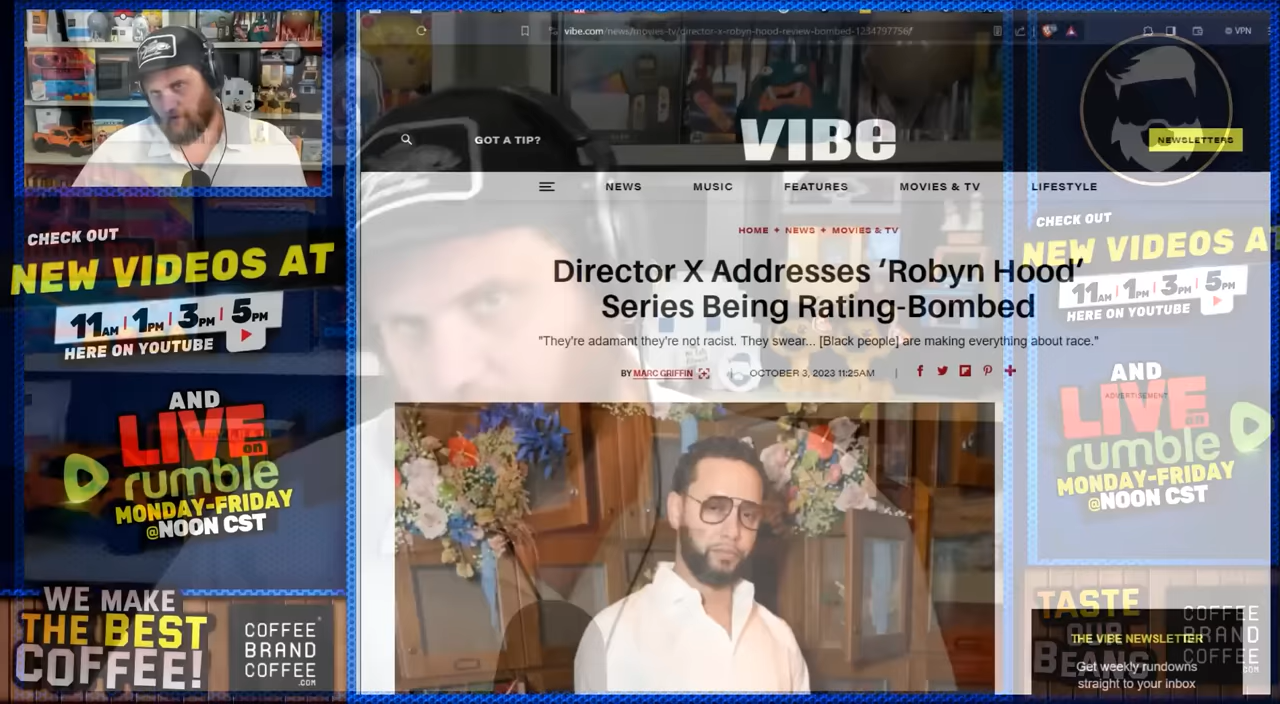 CHECK OUT
NEW VIDEOS AT
11AM | 1PM | 3PM | 5PM
HERE ON YOUTUBE
AND
LIVE on
rumble
MONDAY-FRIDAY
@NOON CST
WE MAKE
THE BEST
COFFEE!
COFFEE
BRAND
COFFEE
.COM
vibe.com/news/movies-tv/director-x-robyn-hood-review-bombed-1234797756/
VPN
GOT A TIP?
VIBE
NEWSLETTERS
NEWS
MUSIC
FEATURES
MOVIES & TV
LIFESTYLE
HOME + NEWS + MOVIES & TV
Director X Addresses ‘Robyn Hood’
Series Being Rating-Bombed
"They're adamant they're not racist. They swear... [Black people] are making everything about race."
BY MARC GRIFFIN | OCTOBER 3, 2023 11:25AM |
CHECK OUT
NEW VIDEOS A
11AM | 1PM | 3PM | 5PM
HERE ON YOUTUBE
AND
ADVERTISEMENT
LIVE on
rumble
MONDAY-FRIDAY
@NOON CST
TASTE
OUR
BEANS
COFFEE
BRAND
COFFEE
.COM
THE VIBE NEWSLETTER
Get weekly rundowns
straight to your inbox